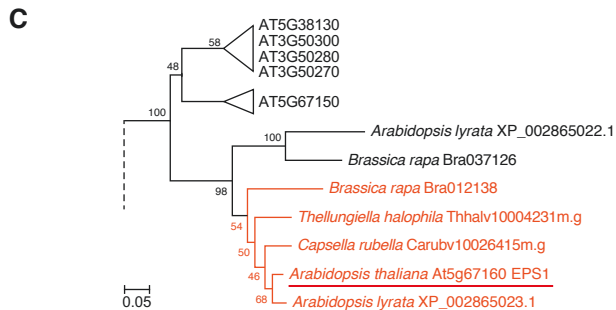 C
AT5G38130
AT3G50300
AT3G50280
AT3G50270
58
48
AT5G67150
100
Arabidopsis lyrata XP_002865022.1
100
Brassica rapa Bra037126
98
Brassica rapa Bra012138
54
Thellungiella halophila Thhalv10004231m.g
50
Capsella rubella Carubv10026415m.g
46
Arabidopsis thaliana At5g67160 EPS1
68
Arabidopsis lyrata XP_002865023.1
0.05